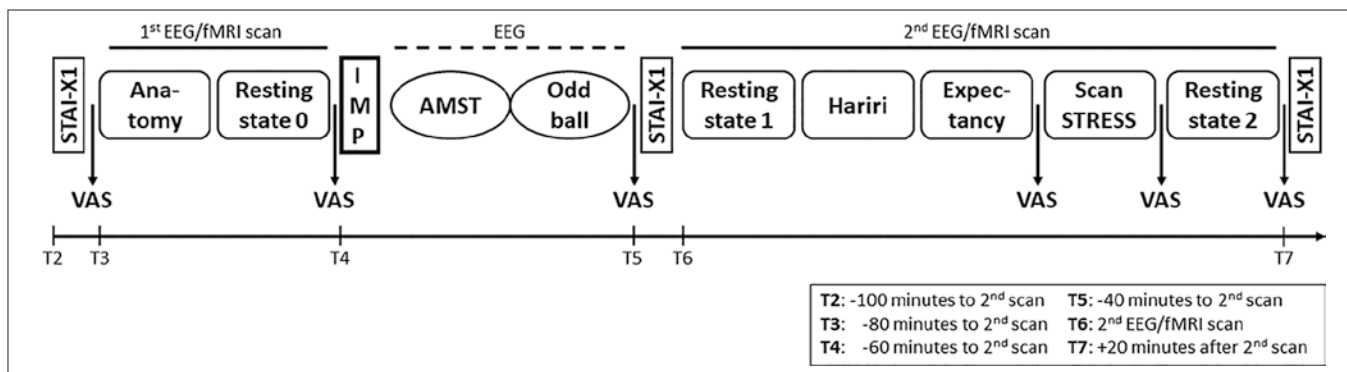 1st EEG/fMRI scan
EEG
2nd EEG/fMRI scan
STAI-X1
Ana-
tomy
Resting
state 0
I
M
P
AMST
Odd
ball
STAI-X1
Resting
state 1
Hariri
Expec-
tancy
Scan
STRESS
Resting
state 2
STAI-X1
VAS
VAS
VAS
VAS
VAS
VAS
T2
T3
T4
T5
T6
T7
T2: -100 minutes to 2nd scan
T3: -80 minutes to 2nd scan
T4: -60 minutes to 2nd scan
T5: -40 minutes to 2nd scan
T6: 2nd EEG/fMRI scan
T7: +20 minutes after 2nd scan